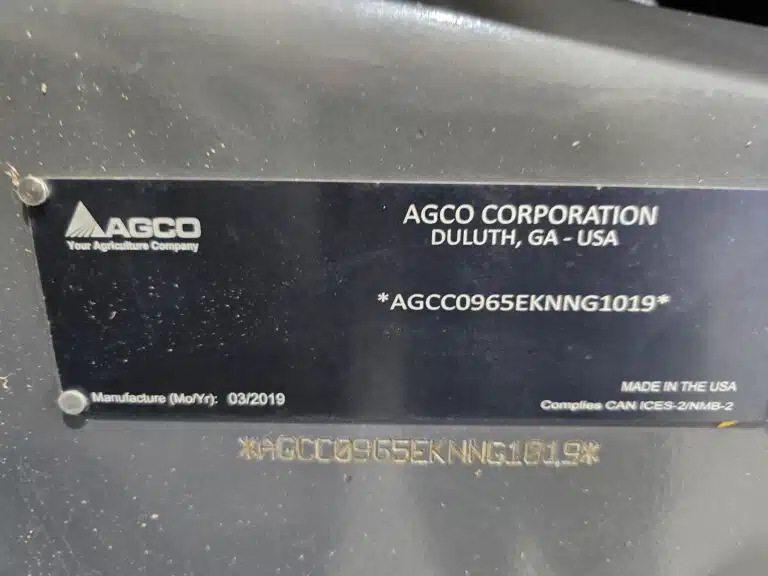 AGCO
Your Agriculture Company
AGCO CORPORATION
DULUTH, GA - USA
*AGCC0965EKNNG1019*
Manufacture (Mo/Yr): 03/2019
MADE IN THE USA
Complies CAN ICES-2/NMB-2
*AGCC0965EKNNG1019*